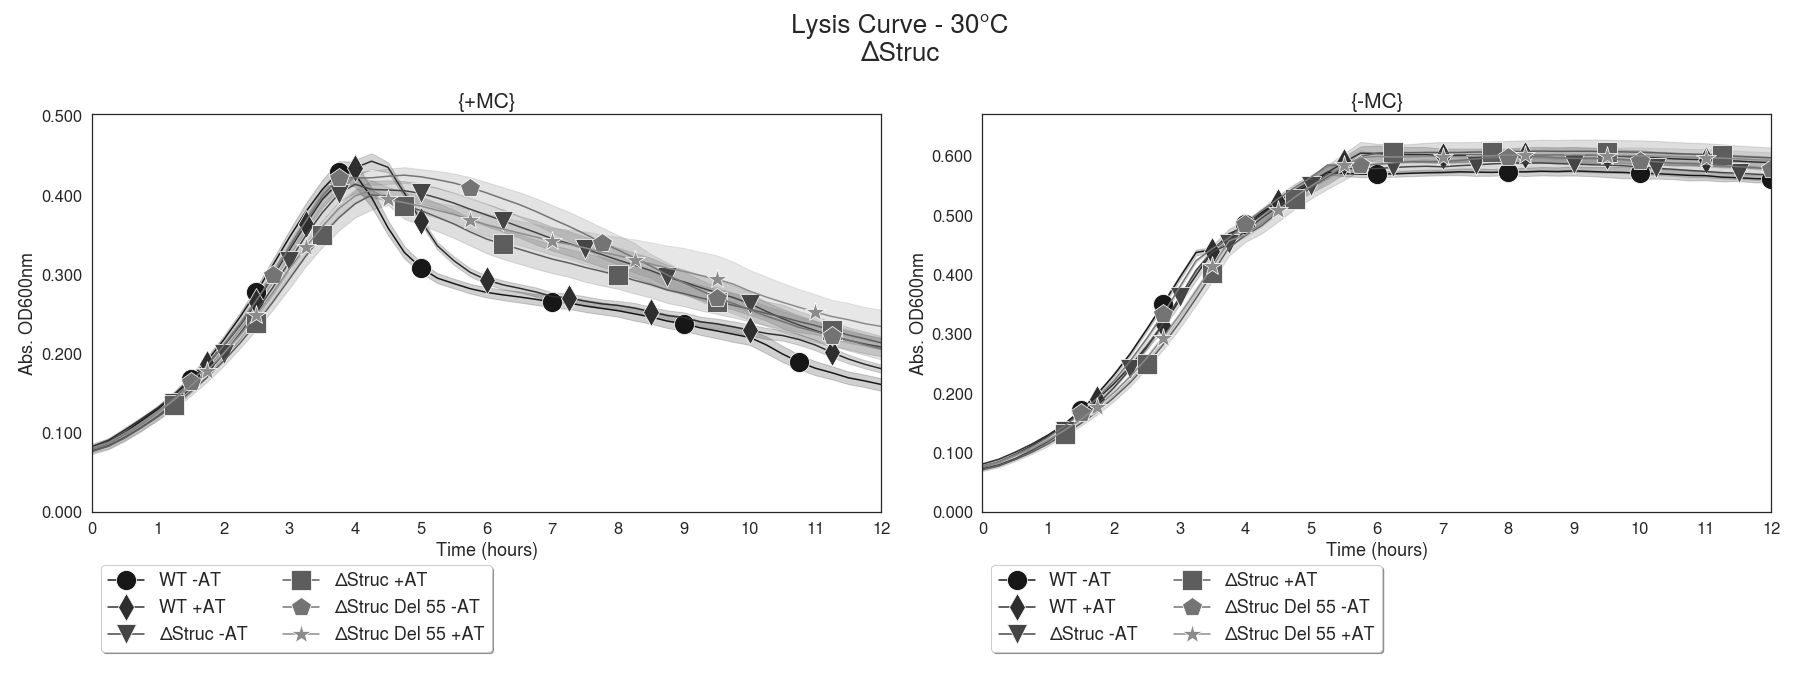 Lysis Curve - 30°C
ΔStruc
{+MC}
0.500
0.400
0.300
0.200
0.100
0.000
Abs. OD600nm
0 1 2 3 4 5 6 7 8 9 10 11 12
Time (hours)
WT -AT
WT +AT
ΔStruc -AT
ΔStruc +AT
ΔStruc Del 55 -AT
ΔStruc Del 55 +AT
{-MC}
0.600
0.500
0.400
0.300
0.200
0.100
0.000
Abs. OD600nm
0 1 2 3 4 5 6 7 8 9 10 11 12
Time (hours)
WT -AT
WT +AT
ΔStruc -AT
ΔStruc +AT
ΔStruc Del 55 -AT
ΔStruc Del 55 +AT